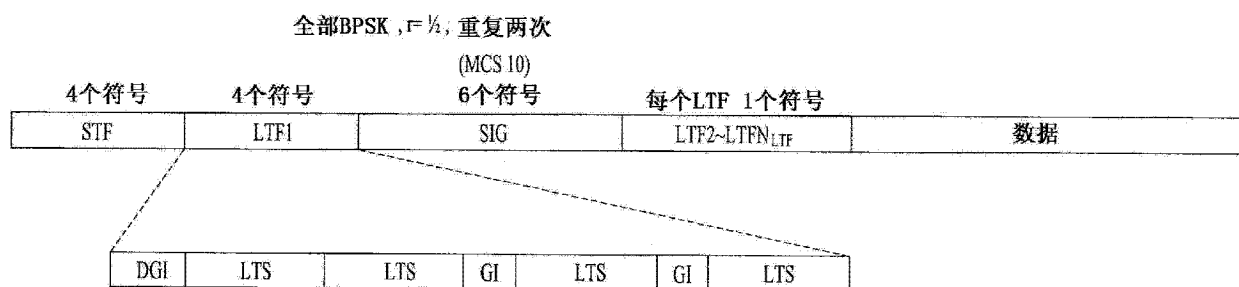 全部BPSK ,r=½, 重复两次
(MCS 10)
4个符号 4个符号 6个符号 每个LTF 1个符号
STF LTF1 SIG LTF2~LTFN_LTF 数据
DGI LTS LTS GI LTS GI LTS